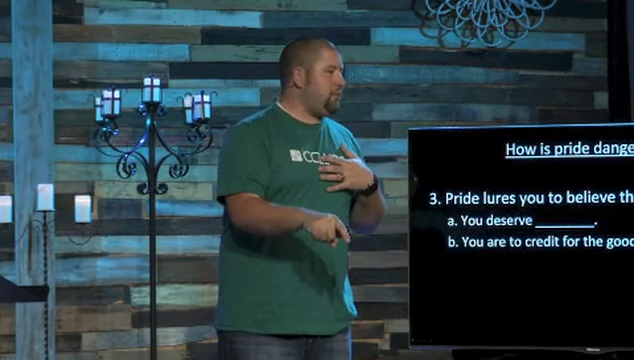 How is pride dange
3. Pride lures you to believe th
a. You deserve ________.
b. You are to credit for the good